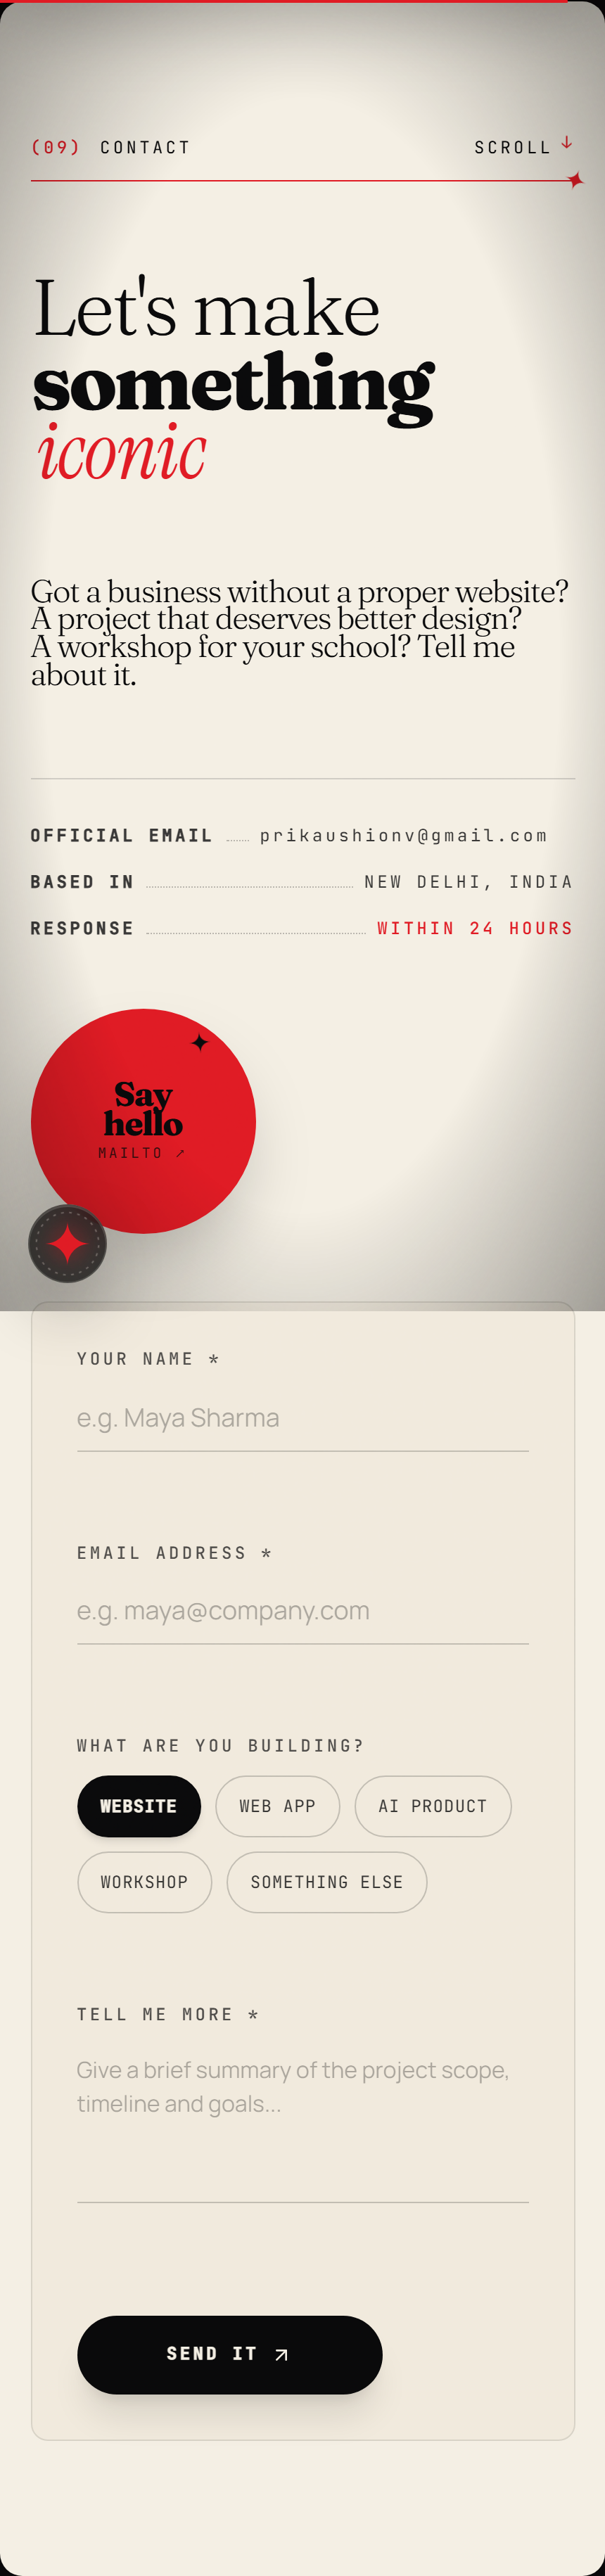 (09) CONTACT SCROLL ↓
Let's make
something
iconic
Got a business without a proper website?
A project that deserves better design?
A workshop for your school? Tell me
about it.
OFFICIAL EMAIL prikaushionv@gmail.com
BASED IN NEW DELHI, INDIA
RESPONSE WITHIN 24 HOURS
Say
hello
MAILTO ↗
YOUR NAME *
e.g. Maya Sharma
EMAIL ADDRESS *
e.g. maya@company.com
WHAT ARE YOU BUILDING?
WEBSITE WEB APP AI PRODUCT
WORKSHOP SOMETHING ELSE
TELL ME MORE *
Give a brief summary of the project scope,
timeline and goals...
SEND IT ↗